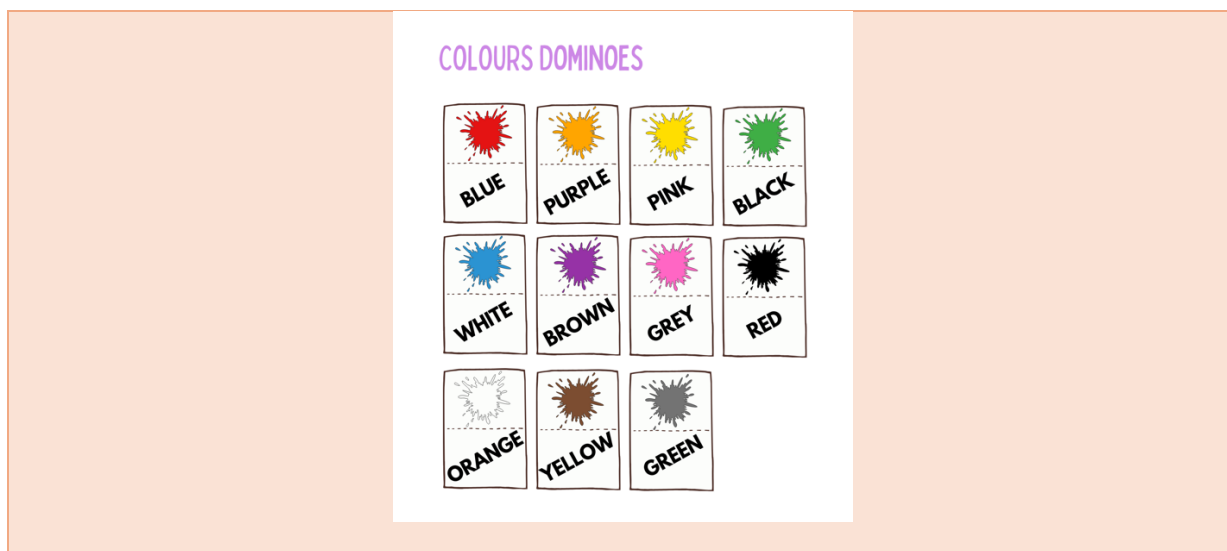 COLOURS DOMINOES
BLUE PURPLE PINK BLACK
WHITE BROWN GREY RED
ORANGE YELLOW GREEN